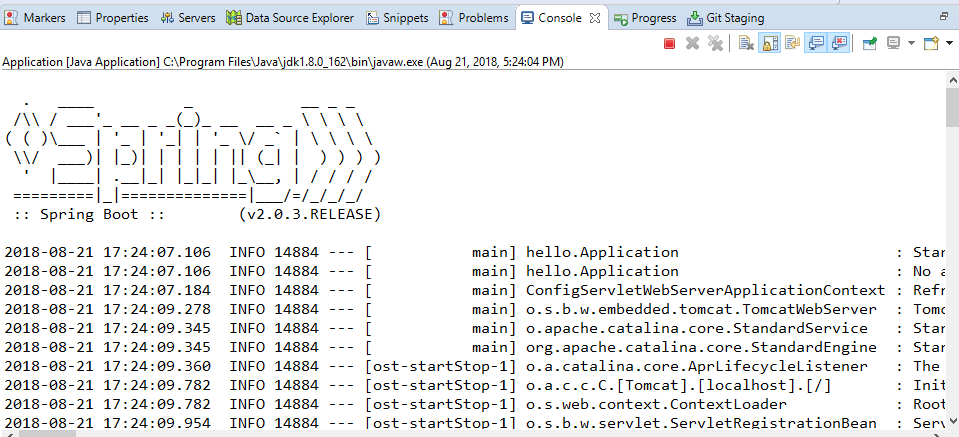 Markers Properties Servers Data Source Explorer Snippets Problems Console Progress Git Staging
Application [Java Application] C:\Program Files\Java\jdk1.8.0_162\bin\javaw.exe (Aug 21, 2018, 5:24:04 PM)
  .   ____          _            __ _ _
 /\\ / ___'_ __ _ _(_)_ __  __ _ \ \ \ \
( ( )\___ | '_ | '_| | '_ \/ _` | \ \ \ \
 \\/  ___)| |_)| | | | | || (_| |  ) ) ) )
  '  |____| .__|_| |_|_| |_\__, | / / / /
 =========|_|==============|___/=/_/_/_/
 :: Spring Boot ::        (v2.0.3.RELEASE)
2018-08-21 17:24:07.106  INFO 14884 --- [           main] hello.Application                        : Star
2018-08-21 17:24:07.106  INFO 14884 --- [           main] hello.Application                        : No a
2018-08-21 17:24:07.184  INFO 14884 --- [           main] ConfigServletWebServerApplicationContext : Refr
2018-08-21 17:24:09.278  INFO 14884 --- [           main] o.s.b.w.embedded.tomcat.TomcatWebServer  : Tomc
2018-08-21 17:24:09.345  INFO 14884 --- [           main] o.apache.catalina.core.StandardService   : Star
2018-08-21 17:24:09.345  INFO 14884 --- [           main] org.apache.catalina.core.StandardEngine  : Star
2018-08-21 17:24:09.360  INFO 14884 --- [ost-startStop-1] o.a.catalina.core.AprLifecycleListener   : The
2018-08-21 17:24:09.782  INFO 14884 --- [ost-startStop-1] o.a.c.c.C.[Tomcat].[localhost].[/]       : Init
2018-08-21 17:24:09.782  INFO 14884 --- [ost-startStop-1] o.s.web.context.ContextLoader            : Root
2018-08-21 17:24:09.954  INFO 14884 --- [ost-startStop-1] o.s.b.w.servlet.ServletRegistrationBean  : Serv